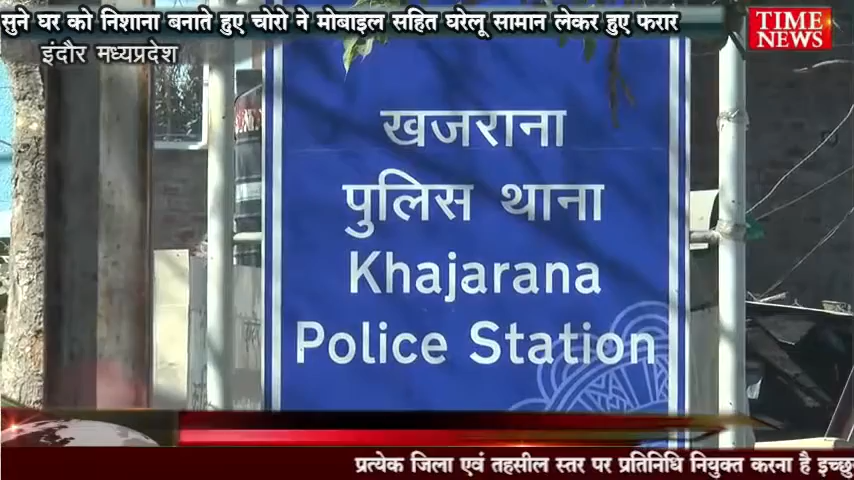 सुने घर को निशाना बनाते हुए चोरो ने मोबाइल सहित घरेलू सामान लेकर हुए फरार
TIME
NEWS
इंदौर मध्यप्रदेश
खजराना
पुलिस थाना
Khajarana
Police Station
प्रत्येक जिला एवं तहसील स्तर पर प्रतिनिधि नियुक्त करना है